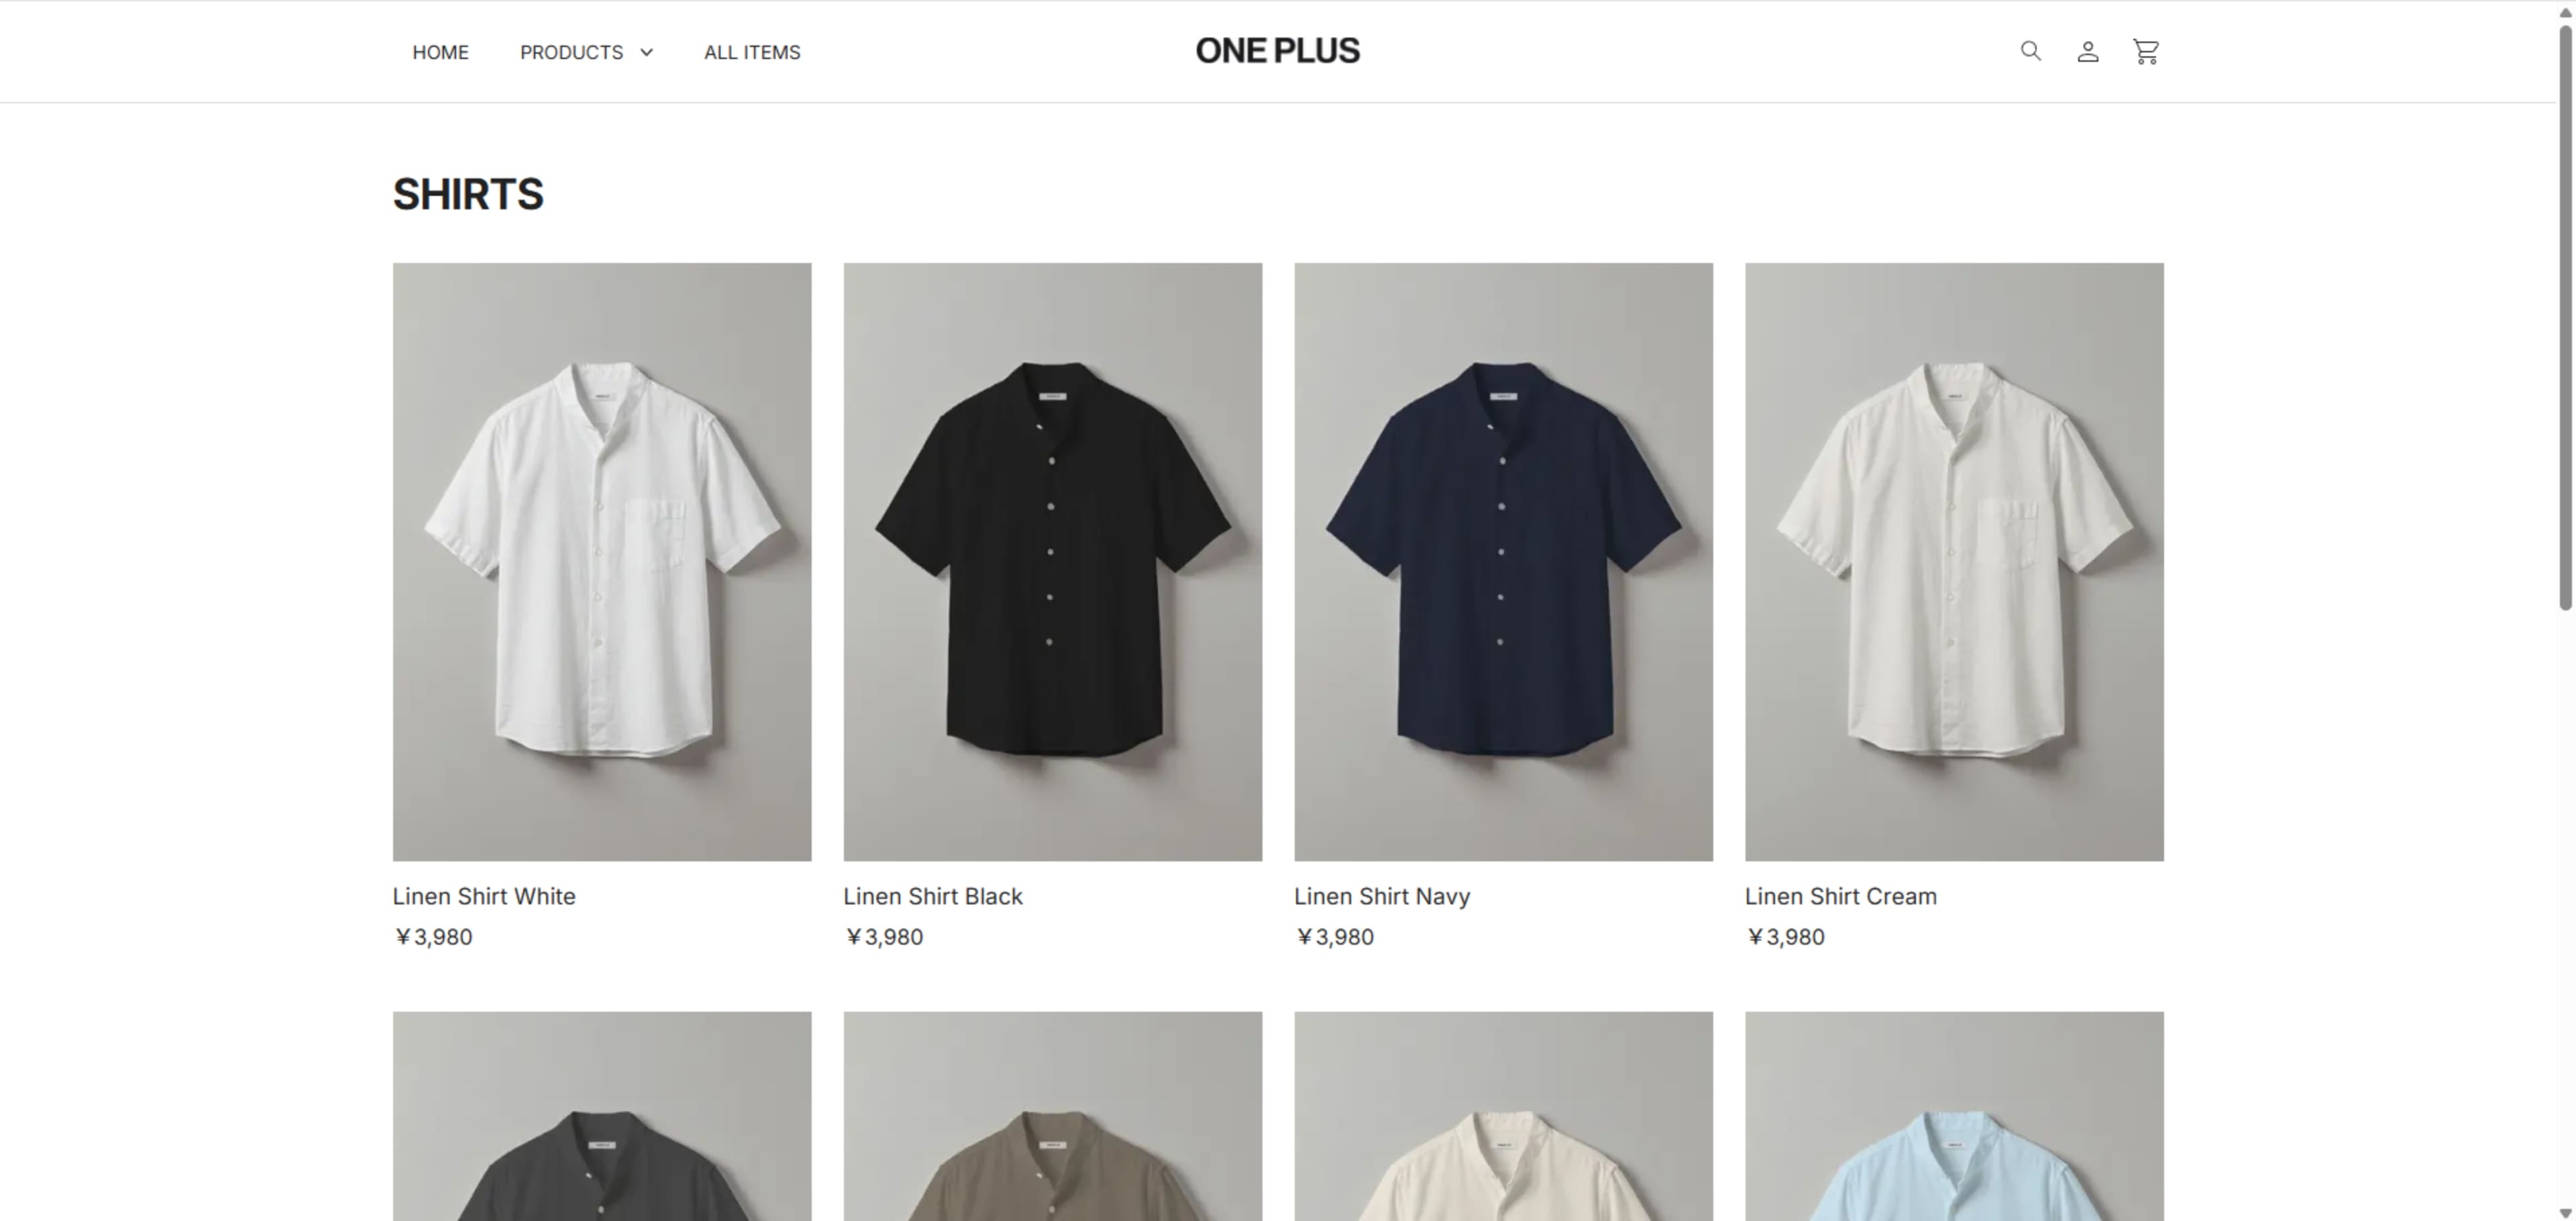 HOME
PRODUCTS
ALL ITEMS
ONE PLUS
SHIRTS
Linen Shirt White
￥3,980
Linen Shirt Black
￥3,980
Linen Shirt Navy
￥3,980
Linen Shirt Cream
￥3,980